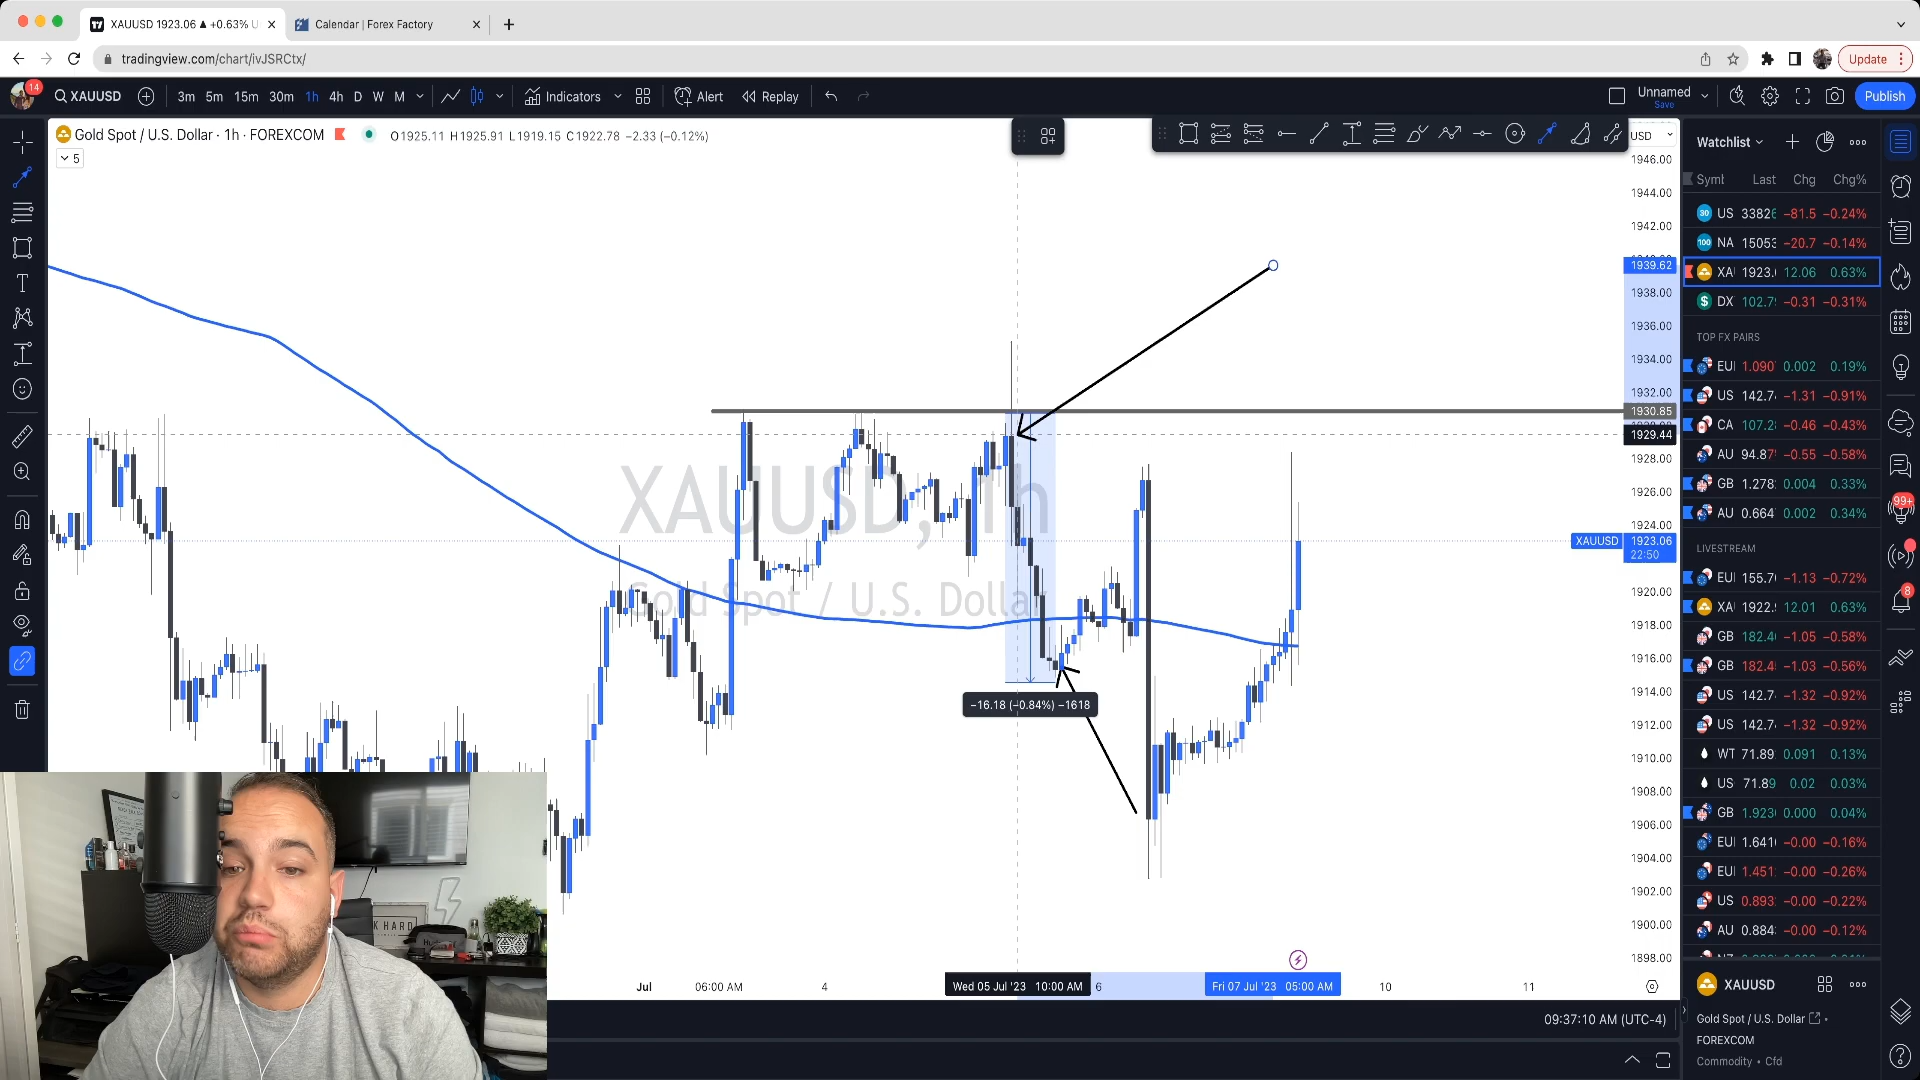 XAUUSD 1923.06 ▲ +0.63% U
Calendar | Forex Factory
tradingview.com/chart/ivJSRCtx/
Update
14
XAUUSD
3m 5m 15m 30m 1h 4h D W M
Indicators
Alert
Replay
Unnamed
Save
Publish
Gold Spot / U.S. Dollar · 1h · FOREXCOM
O1925.11 H1925.91 L1919.15 C1922.78 −2.33 (−0.12%)
5
USD
1946.00
1944.00
1942.00
1939.62
1938.00
1936.00
1934.00
1932.00
1930.85
1929.44
1928.00
1926.00
1924.00
XAUUSD 1923.06
22:50
1920.00
1918.00
1916.00
1914.00
1912.00
1910.00
1908.00
1906.00
1904.00
1902.00
1900.00
1898.00
XAUUSD, 1h
Gold Spot / U.S. Dollar
−16.18 (−0.84%) −1618
Jul
06:00 AM
4
Wed 05 Jul '23 10:00 AM
6
Fri 07 Jul '23 05:00 AM
10
11
09:37:10 AM (UTC-4)
K HARD
Watchlist
Last Chg Chg%
30 US 3382 −81.5 −0.24%
100 NA 15053 −20.7 −0.14%
XA 1923. 12.06 0.63%
$ DX 102.7 −0.31 −0.31%
TOP FX PAIRS
EU 1.090 0.002 0.19%
US 142.7 −1.31 −0.91%
CA 107.2 −0.46 −0.43%
AU 94.87 −0.55 −0.58%
GB 1.278 0.004 0.33%
AU 0.664 0.002 0.34%
LIVESTREAM
EU 155.7 −1.13 −0.72%
XA 1922. 12.01 0.63%
GB 182.4 −1.05 −0.58%
GB 182.4 −1.03 −0.56%
US 142.7 −1.32 −0.92%
US 142.7 −1.32 −0.92%
WT 71.89 0.091 0.13%
US 71.89 0.02 0.03%
GB 1.923 0.000 0.04%
EU 1.641 −0.00 −0.16%
EU 1.451 −0.00 −0.26%
US 0.893 −0.00 −0.22%
AU 0.884 −0.00 −0.12%
XAUUSD
Gold Spot / U.S. Dollar
FOREXCOM
Commodity • Cfd
99+
8